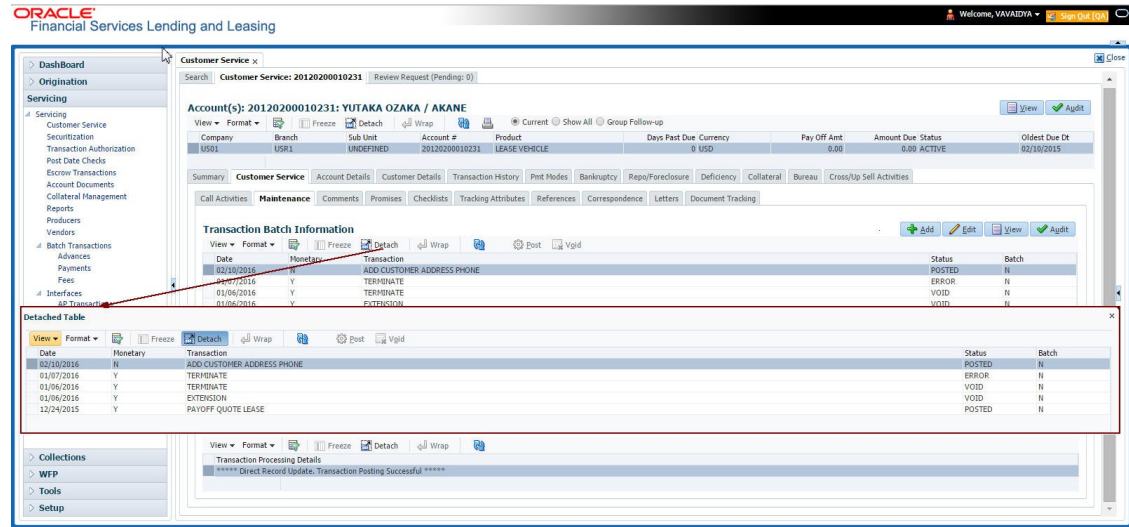 ORACLE
Financial Services Lending and Leasing
Welcome, VAVAIDYA Sign Out [QA]
Close
DashBoard
Origination
Servicing
Servicing
Customer Service
Securitization
Transaction Authorization
Post Date Checks
Escrow Transactions
Account Documents
Collateral Management
Reports
Producers
Vendors
Batch Transactions
Advances
Payments
Fees
Interfaces
AP Transactions
Customer Service x
Search Customer Service: 20120200010231 Review Request (Pending: 0)
Account(s): 20120200010231: YUTAKA OZAKA / AKANE
View Audit
View Format Freeze Detach Wrap Current Show All Group Follow-up
Company Branch Sub Unit Account # Product Days Past Due Currency Pay Off Amt Amount Due Status Oldest Due Dt
US01 USR1 UNDEFINED 20120200010231 LEASE VEHICLE 0 USD 0.00 0.00 ACTIVE 02/10/2015
Summary Customer Service Account Details Customer Details Transaction History Pmt Modes Bankruptcy Repo/Foreclosure Deficiency Collateral Bureau Cross/Up Sell Activities
Call Activities Maintenance Comments Promises Checklists Tracking Attributes References Correspondence Letters Document Tracking
Transaction Batch Information
Add Edit View Audit
View Format Freeze Detach Wrap Post Void
Date Monetary Transaction Status Batch
02/10/2016 N ADD CUSTOMER ADDRESS PHONE POSTED N
01/07/2016 Y TERMINATE ERROR N
01/06/2016 Y TERMINATE VOID N
01/06/2016 Y EXTENSION VOID N
Detached Table x
View Format Freeze Detach Wrap Post Void
Date Monetary Transaction Status Batch
02/10/2016 N ADD CUSTOMER ADDRESS PHONE POSTED N
01/07/2016 Y TERMINATE ERROR N
01/06/2016 Y TERMINATE VOID N
01/06/2016 Y EXTENSION VOID N
12/24/2015 Y PAYOFF QUOTE LEASE POSTED N
View Format Freeze Detach Wrap
Transaction Processing Details
***** Direct Record Update. Transaction Posting Successful *****
Collections
WFP
Tools
Setup